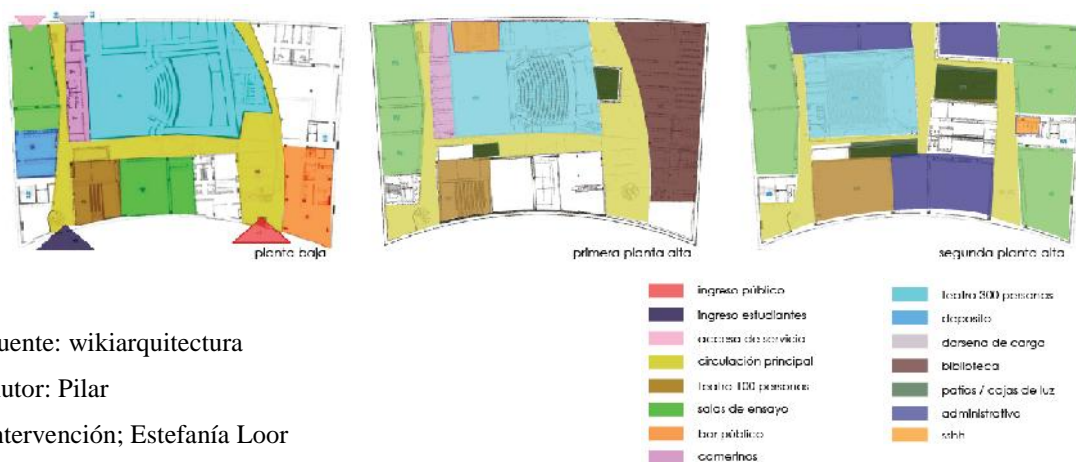 planta baja
primera planta alta
segunda planta alta
ingreso público
ingreso estudiantes
acceso de servicio
circulación principal
teatro 100 personas
salas de ensayo
bar público
camerinos
teatro 300 personas
deposito
darsena de carga
biblioteca
patios / cajas de luz
administrativo
sshh
uente: wikiarquitectura
utor: Pilar
ntervención; Estefanía Loor